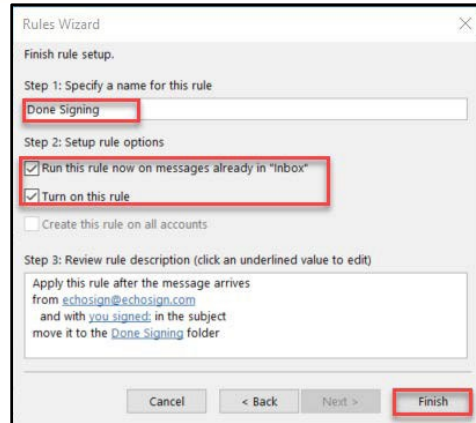 Rules Wizard
Finish rule setup.
Step 1: Specify a name for this rule
Done Signing
Step 2: Setup rule options
Run this rule now on messages already in "Inbox"
Turn on this rule
Create this rule on all accounts
Step 3: Review rule description (click an underlined value to edit)
Apply this rule after the message arrives
from echosign@echosign.com
and with you signed: in the subject
move it to the Done Signing folder
Cancel < Back Next > Finish